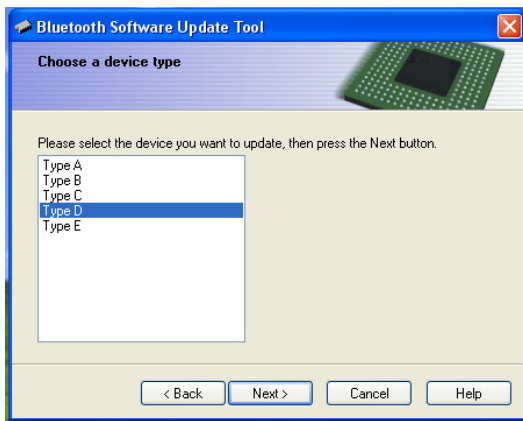 Bluetooth Software Update Tool
Choose a device type
Please select the device you want to update, then press the Next button.
Type A
Type B
Type C
Type D
Type E
< Back Next > Cancel Help